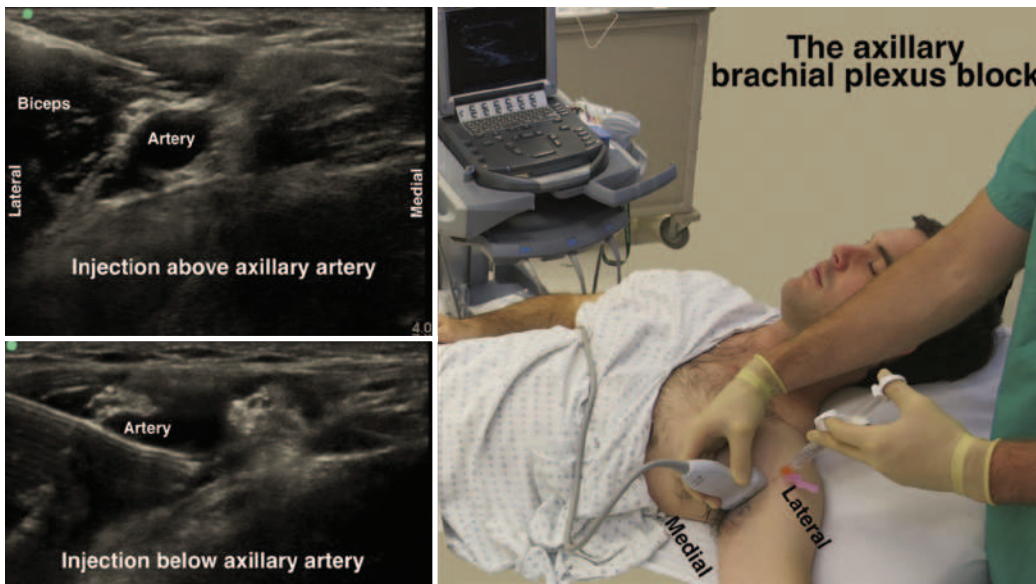 Biceps
Artery
Lateral
Medial
Injection above axillary artery
4.0
Artery
Injection below axillary artery
The axillary
brachial plexus block
Medial
Lateral